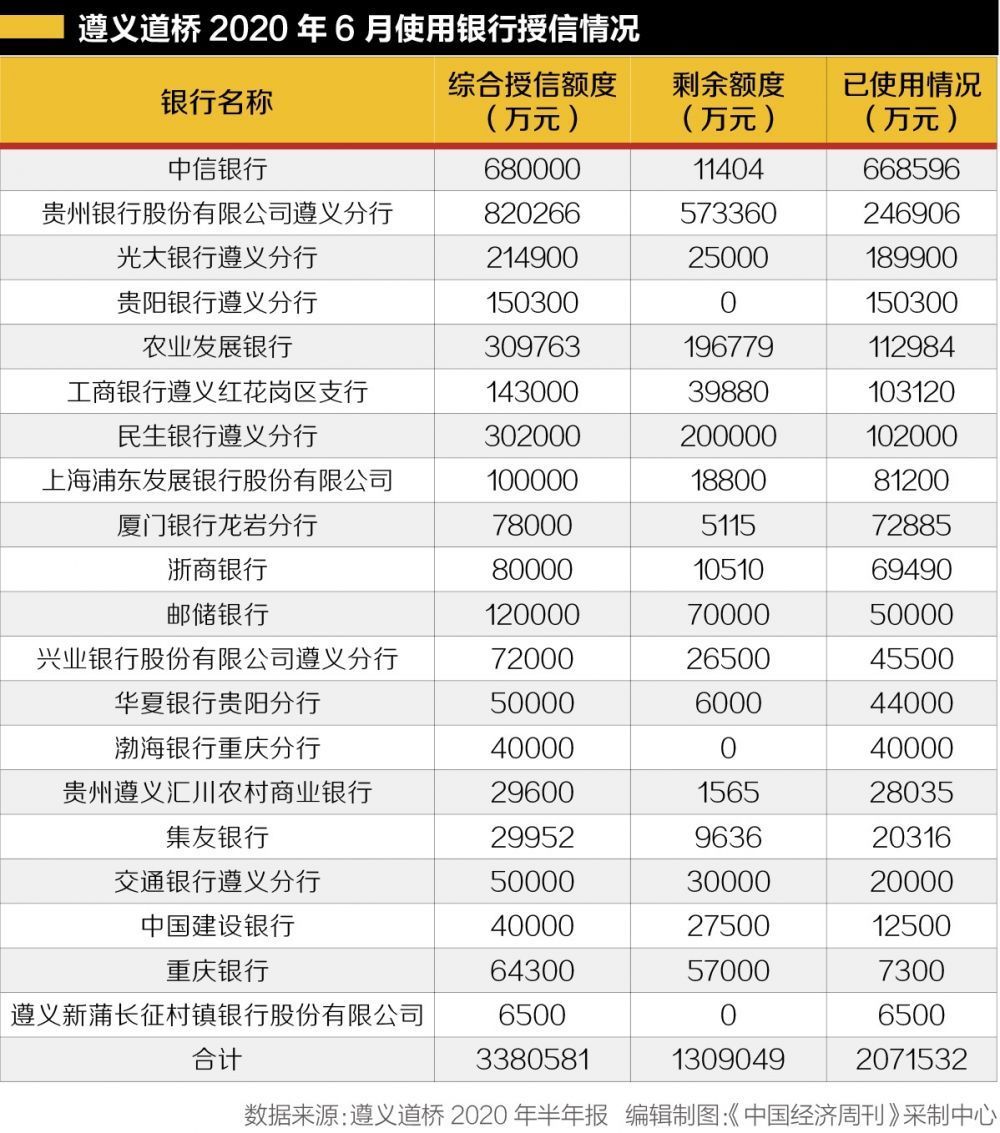 遵义道桥 2020 年 6 月使用银行授信情况
银行名称 综合授信额度（万元） 剩余额度（万元） 已使用情况（万元）
中信银行 680000 11404 668596
贵州银行股份有限公司遵义分行 820266 573360 246906
光大银行遵义分行 214900 25000 189900
贵阳银行遵义分行 150300 0 150300
农业发展银行 309763 196779 112984
工商银行遵义红花岗区支行 143000 39880 103120
民生银行遵义分行 302000 200000 102000
上海浦东发展银行股份有限公司 100000 18800 81200
厦门银行龙岩分行 78000 5115 72885
浙商银行 80000 10510 69490
邮储银行 120000 70000 50000
兴业银行股份有限公司遵义分行 72000 26500 45500
华夏银行贵阳分行 50000 6000 44000
渤海银行重庆分行 40000 0 40000
贵州遵义汇川农村商业银行 29600 1565 28035
集友银行 29952 9636 20316
交通银行遵义分行 50000 30000 20000
中国建设银行 40000 27500 12500
重庆银行 64300 57000 7300
遵义新蒲长征村镇银行股份有限公司 6500 0 6500
合计 3380581 1309049 2071532
数据来源：遵义道桥 2020 年半年报 编辑制图：《中国经济周刊》采制中心